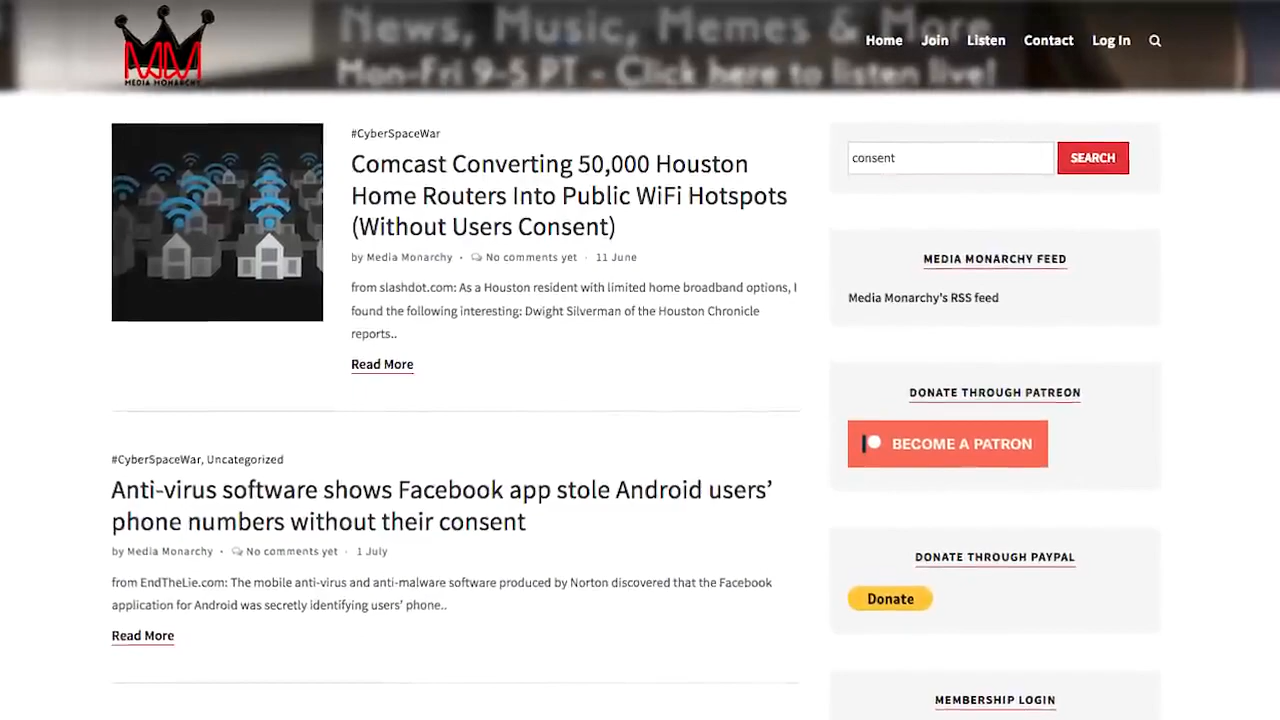 News, Music, Memes & More
Mon-Fri 9-5 PT - Click here to listen live!
MM
MEDIA MONARCHY
Home Join Listen Contact Log In
#CyberSpaceWar
Comcast Converting 50,000 Houston
Home Routers Into Public WiFi Hotspots
(Without Users Consent)
by Media Monarchy • No comments yet · 11 June
from slashdot.com: As a Houston resident with limited home broadband options, I
found the following interesting: Dwight Silverman of the Houston Chronicle
reports..
Read More
#CyberSpaceWar, Uncategorized
Anti-virus software shows Facebook app stole Android users’
phone numbers without their consent
by Media Monarchy • No comments yet · 1 July
from EndTheLie.com: The mobile anti-virus and anti-malware software produced by Norton discovered that the Facebook
application for Android was secretly identifying users’ phone..
Read More
consent SEARCH
MEDIA MONARCHY FEED
Media Monarchy's RSS feed
DONATE THROUGH PATREON
BECOME A PATRON
DONATE THROUGH PAYPAL
Donate
MEMBERSHIP LOGIN